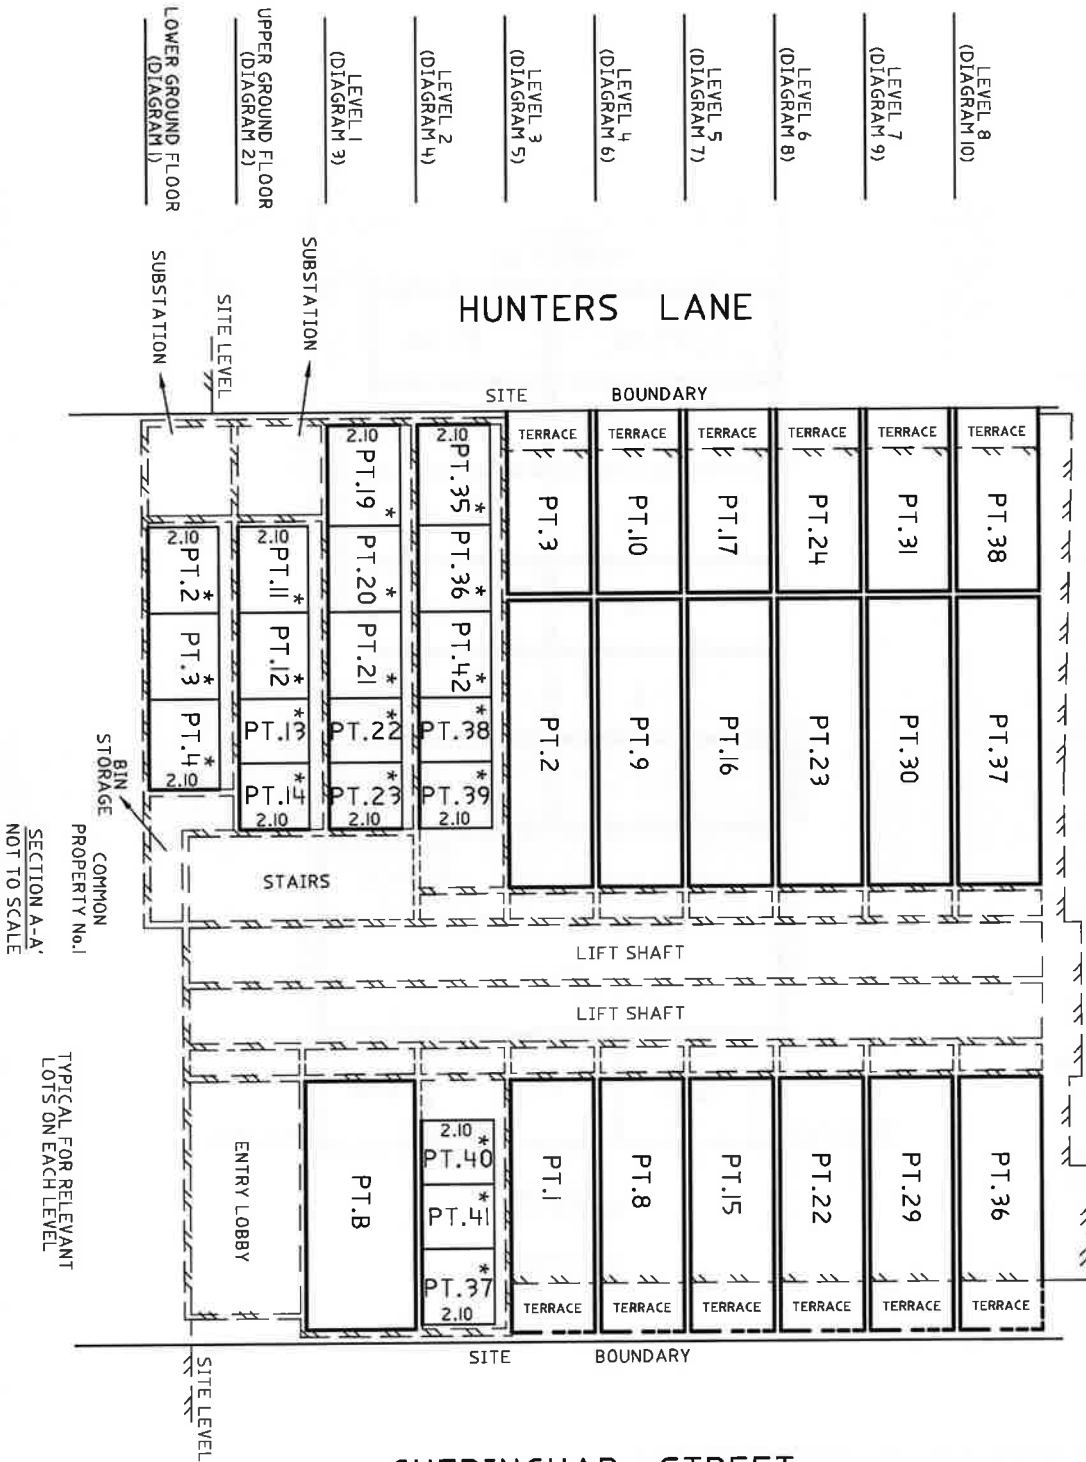 LEVEL 8
(DIAGRAM 10)
LEVEL 7
(DIAGRAM 9)
LEVEL 6
(DIAGRAM 8)
LEVEL 5
(DIAGRAM 7)
LEVEL 4
(DIAGRAM 6)
LEVEL 3
(DIAGRAM 5)
LEVEL 2
(DIAGRAM 4)
LEVEL 1
(DIAGRAM 3)
UPPER GROUND FLOOR
(DIAGRAM 2)
LOWER GROUND FLOOR
(DIAGRAM 1)
SUBSTATION
SITE LEVEL
SUBSTATION
HUNTERS LANE
SITE BOUNDARY
2.10
PT.2*
PT.3*
PT.4*
2.10
2.10
PT.11*
PT.12*
PT.13*
PT.14*
2.10
2.10
PT.19*
PT.20*
PT.21*
PT.22*
PT.23*
2.10
2.10
PT.35*
PT.36*
PT.42*
PT.38*
PT.39*
2.10
TERRACE
TERRACE
TERRACE
TERRACE
TERRACE
TERRACE
PT.3
PT.10
PT.17
PT.24
PT.31
PT.38
PT.2
PT.9
PT.16
PT.23
PT.30
PT.37
BIN
STORAGE
STAIRS
COMMON
PROPERTY No.1
SECTION A-A'
NOT TO SCALE
LIFT SHAFT
LIFT SHAFT
TYPICAL FOR RELEVANT
LOTS ON EACH LEVEL
ENTRY LOBBY
PT.B
2.10
PT.40*
PT.41*
PT.37*
2.10
PT.1
PT.8
PT.15
PT.22
PT.29
PT.36
TERRACE
TERRACE
TERRACE
TERRACE
TERRACE
TERRACE
SITE BOUNDARY
SITE LEVEL
STREET